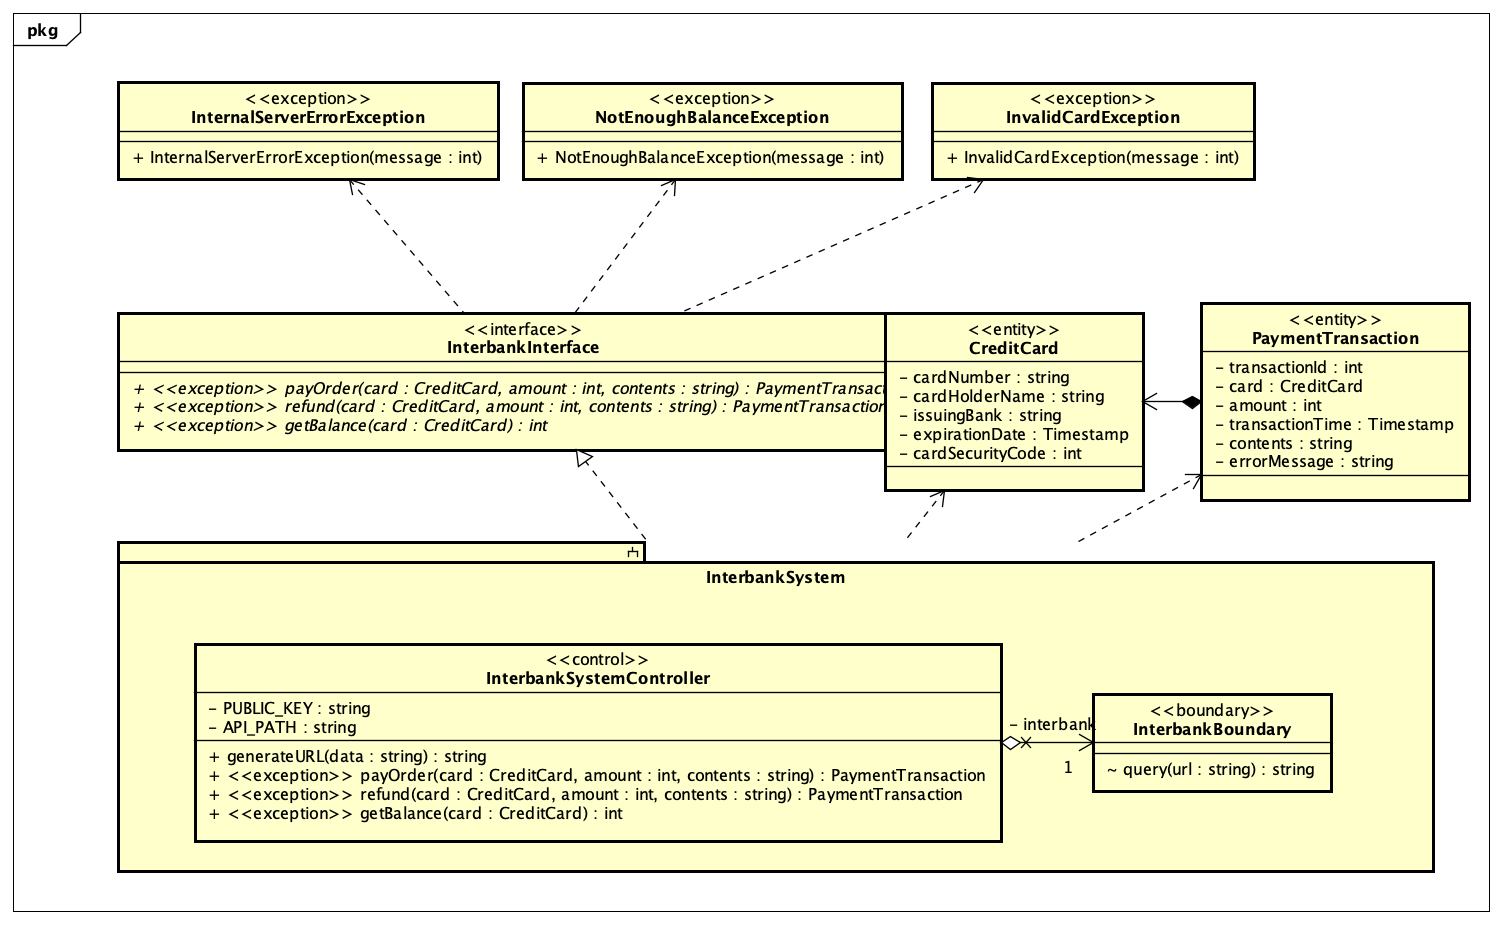 pkg
<<exception>>
InternalServerErrorException
+ InternalServerErrorException(message : int)
<<exception>>
NotEnoughBalanceException
+ NotEnoughBalanceException(message : int)
<<exception>>
InvalidCardException
+ InvalidCardException(message : int)
<<interface>>
InterbankInterface
+ <<exception>> payOrder(card : CreditCard, amount : int, contents : string) : PaymentTransact
+ <<exception>> refund(card : CreditCard, amount : int, contents : string) : PaymentTransaction
+ <<exception>> getBalance(card : CreditCard) : int
<<entity>>
CreditCard
- cardNumber : string
- cardHolderName : string
- issuingBank : string
- expirationDate : Timestamp
- cardSecurityCode : int
<<entity>>
PaymentTransaction
- transactionId : int
- card : CreditCard
- amount : int
- transactionTime : Timestamp
- contents : string
- errorMessage : string
InterbankSystem
<<control>>
InterbankSystemController
- PUBLIC_KEY : string
- API_PATH : string
+ generateURL(data : string) : string
+ <<exception>> payOrder(card : CreditCard, amount : int, contents : string) : PaymentTransaction
+ <<exception>> refund(card : CreditCard, amount : int, contents : string) : PaymentTransaction
+ <<exception>> getBalance(card : CreditCard) : int
- interbank
1
<<boundary>>
InterbankBoundary
~ query(url : string) : string